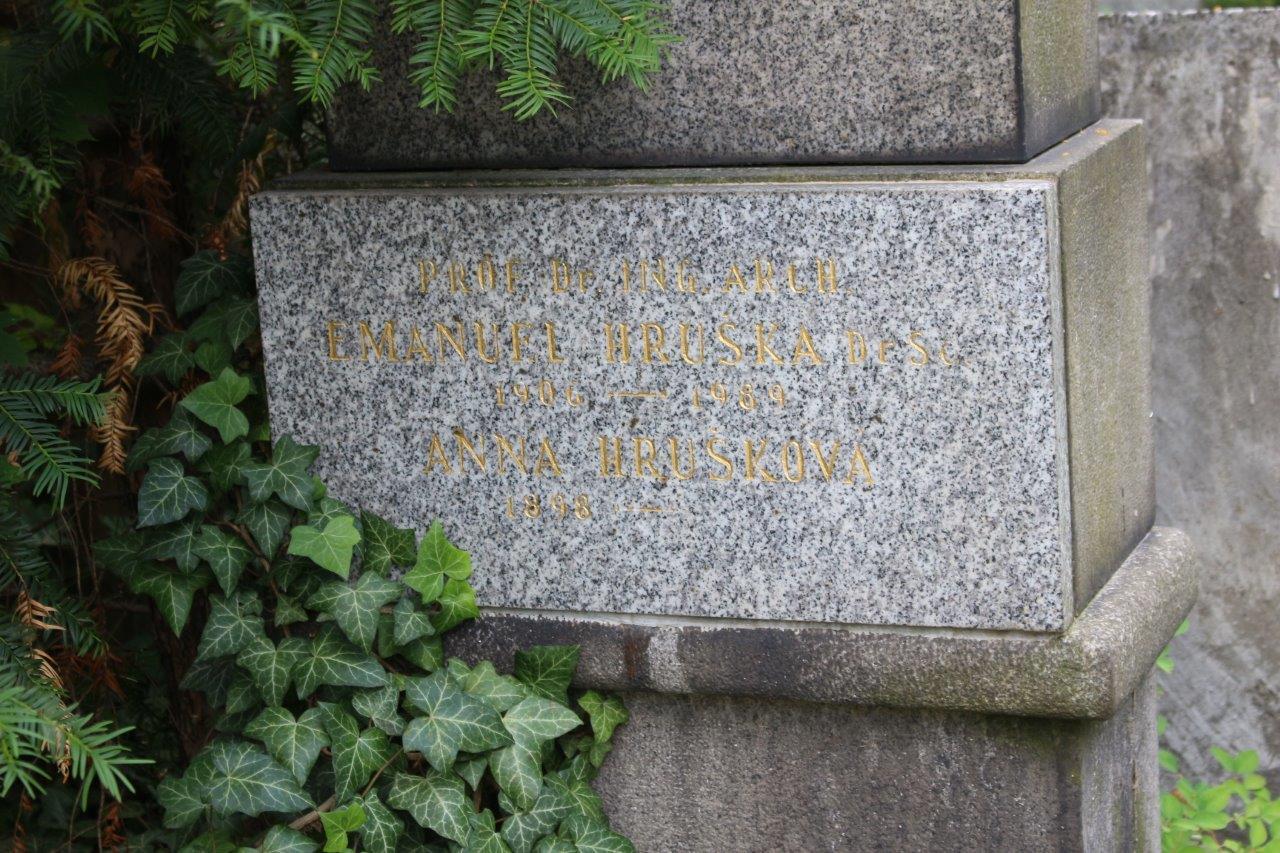 PROF. Dr. ING. ARCH.
EMANUEL HRUŠKA DrSc.
1906 — 1989
ANNA HRUŠKOVÁ
1898 —